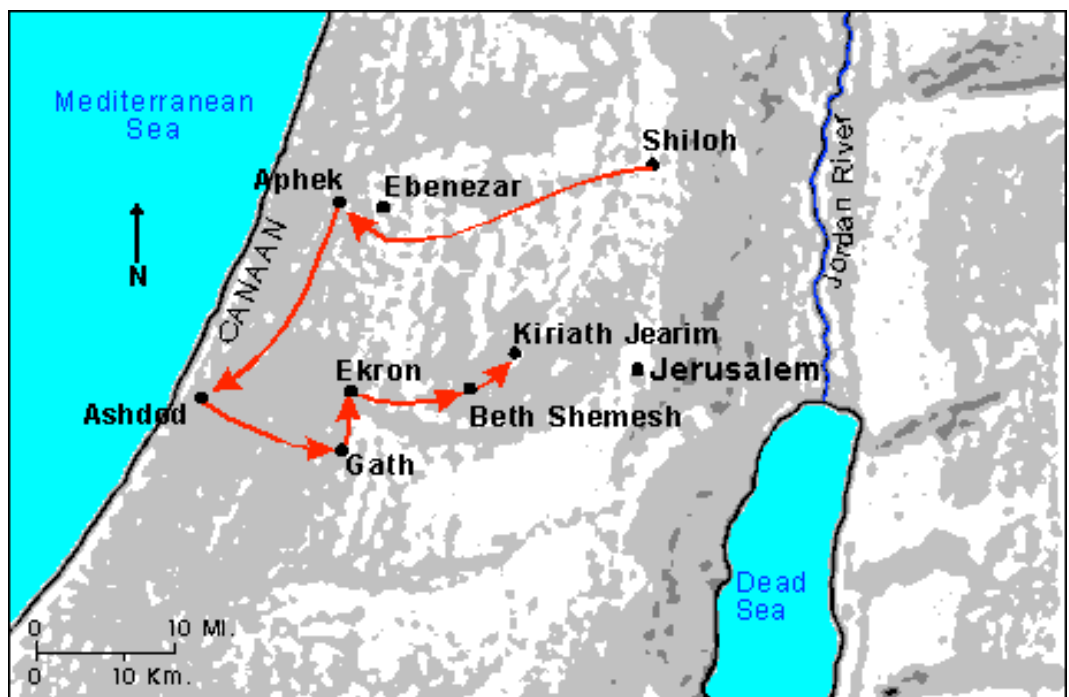 Mediterranean
Sea
Shiloh
Aphek
Ebenezar
Jordan River
N
CANAAN
Kiriath Jearim
Ekron
Jerusalem
Ashdod
Beth Shemesh
Gath
Dead
Sea
0 10 MI.
0 10 Km.